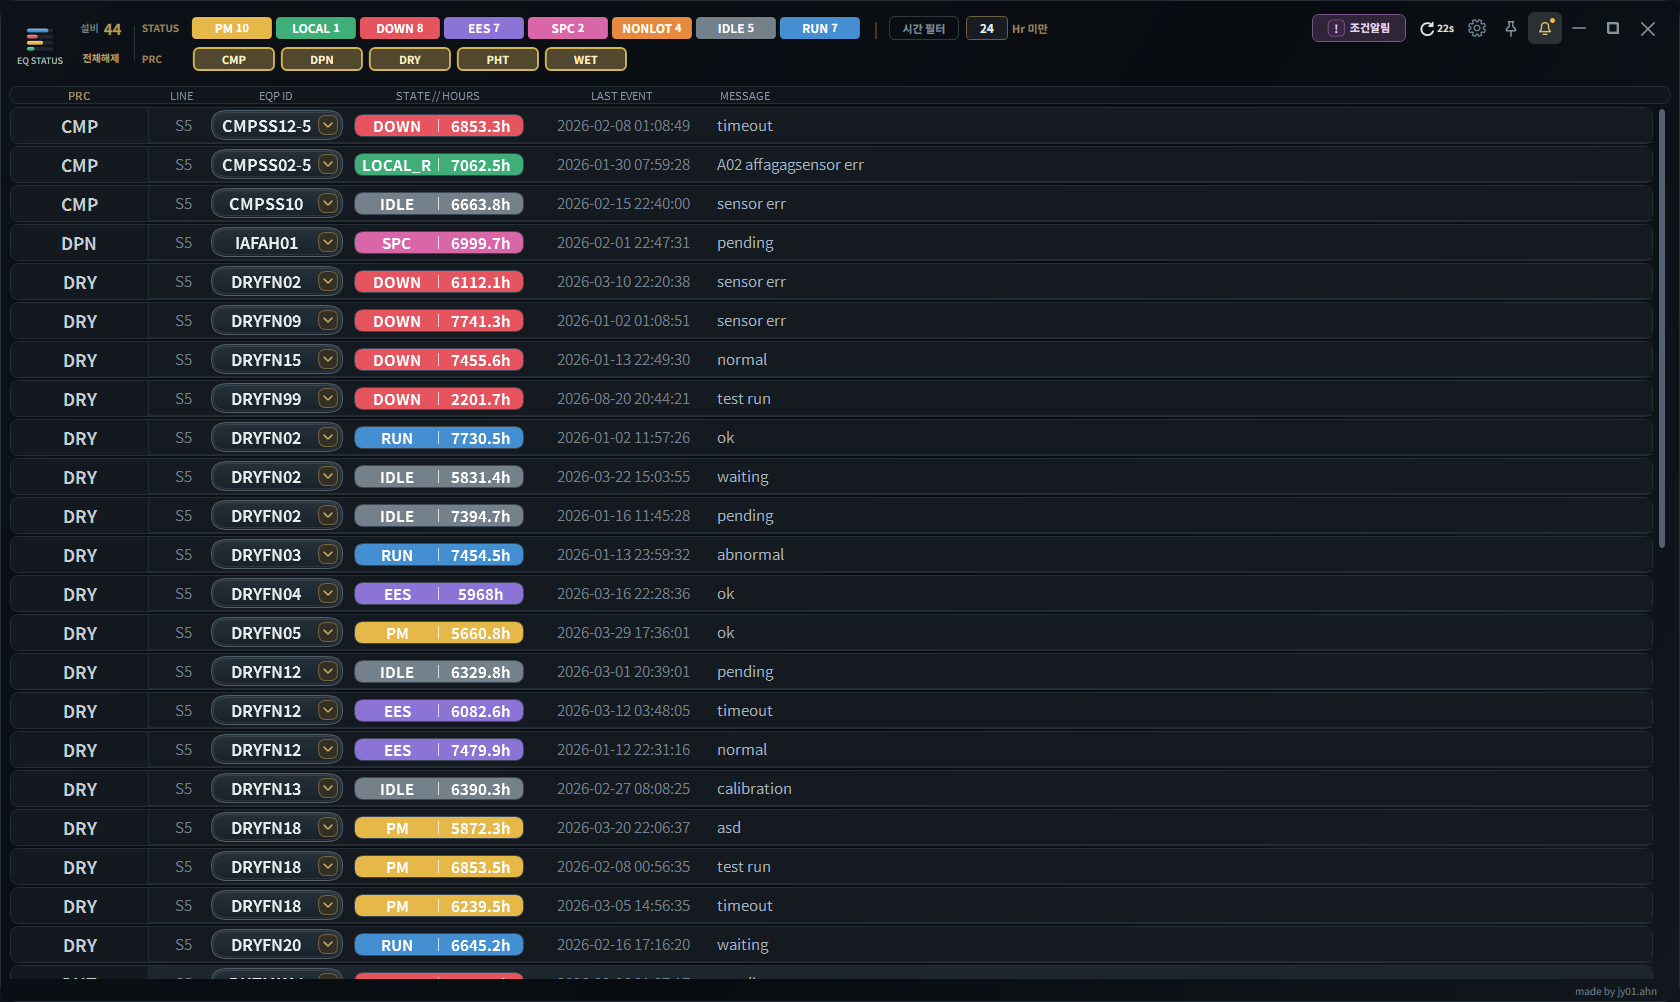 EQ STATUS
설비 44
전체해제
STATUS PM 10 LOCAL 1 DOWN 8 EES 7 SPC 2 NONLOT 4 IDLE 5 RUN 7 시간 필터 24 Hr 미만 ! 조건알림 22s
PRC CMP DPN DRY PHT WET
PRC LINE EQP ID STATE // HOURS LAST EVENT MESSAGE
CMP S5 CMPSS12-5 DOWN 6853.3h 2026-02-08 01:08:49 timeout
CMP S5 CMPSS02-5 LOCAL_R 7062.5h 2026-01-30 07:59:28 A02 affagagsensor err
CMP S5 CMPSS10 IDLE 6663.8h 2026-02-15 22:40:00 sensor err
DPN S5 IAFAH01 SPC 6999.7h 2026-02-01 22:47:31 pending
DRY S5 DRYFN02 DOWN 6112.1h 2026-03-10 22:20:38 sensor err
DRY S5 DRYFN09 DOWN 7741.3h 2026-01-02 01:08:51 sensor err
DRY S5 DRYFN15 DOWN 7455.6h 2026-01-13 22:49:30 normal
DRY S5 DRYFN99 DOWN 2201.7h 2026-08-20 20:44:21 test run
DRY S5 DRYFN02 RUN 7730.5h 2026-01-02 11:57:26 ok
DRY S5 DRYFN02 IDLE 5831.4h 2026-03-22 15:03:55 waiting
DRY S5 DRYFN02 IDLE 7394.7h 2026-01-16 11:45:28 pending
DRY S5 DRYFN03 RUN 7454.5h 2026-01-13 23:59:32 abnormal
DRY S5 DRYFN04 EES 5968h 2026-03-16 22:28:36 ok
DRY S5 DRYFN05 PM 5660.8h 2026-03-29 17:36:01 ok
DRY S5 DRYFN12 IDLE 6329.8h 2026-03-01 20:39:01 pending
DRY S5 DRYFN12 EES 6082.6h 2026-03-12 03:48:05 timeout
DRY S5 DRYFN12 EES 7479.9h 2026-01-12 22:31:16 normal
DRY S5 DRYFN13 IDLE 6390.3h 2026-02-27 08:08:25 calibration
DRY S5 DRYFN18 PM 5872.3h 2026-03-20 22:06:37 asd
DRY S5 DRYFN18 PM 6853.5h 2026-02-08 00:56:35 test run
DRY S5 DRYFN18 PM 6239.5h 2026-03-05 14:56:35 timeout
DRY S5 DRYFN20 RUN 6645.2h 2026-02-16 17:16:20 waiting
made by jy01.ahn